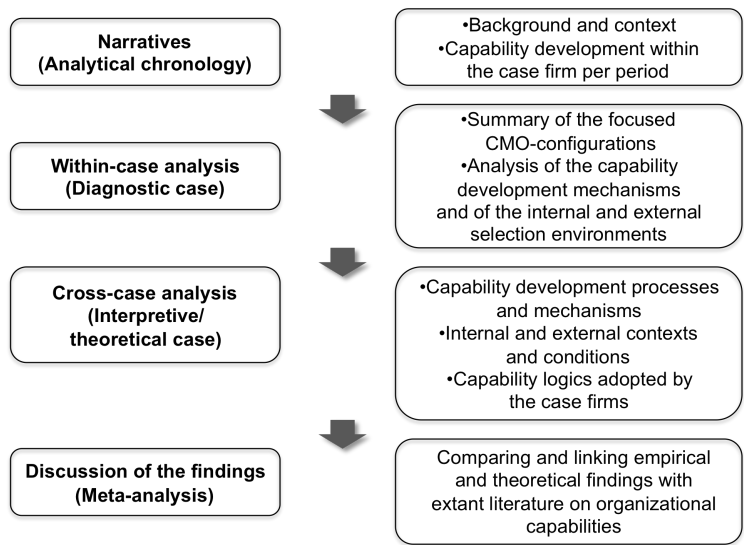 Narratives
(Analytical chronology)
•Background and context
•Capability development within
the case firm per period
Within-case analysis
(Diagnostic case)
•Summary of the focused
CMO-configurations
•Analysis of the capability
development mechanisms
and of the internal and external
selection environments
Cross-case analysis
(Interpretive/
theoretical case)
•Capability development processes
and mechanisms
•Internal and external contexts
and conditions
•Capability logics adopted by
the case firms
Discussion of the findings
(Meta-analysis)
Comparing and linking empirical
and theoretical findings with
extant literature on organizational
capabilities